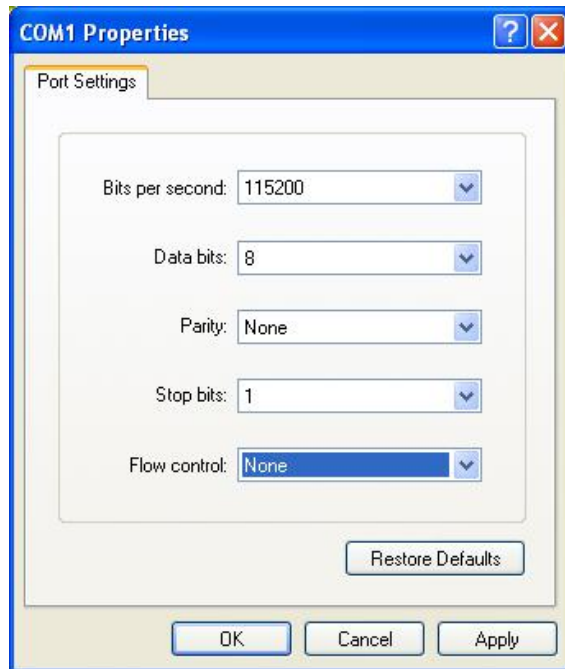 COM1 Properties
Port Settings
Bits per second: 115200
Data bits: 8
Parity: None
Stop bits: 1
Flow control: None
Restore Defaults
OK Cancel Apply